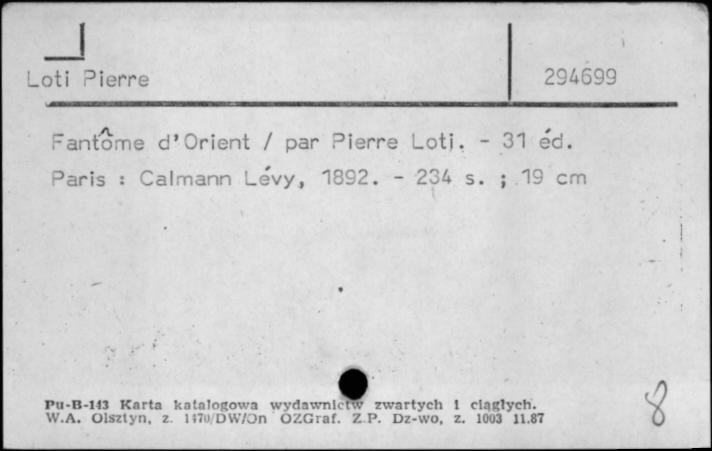 Loti Pierre
294699
Fantôme d'Orient / par Pierre Loti. - 31 éd.
Paris : Calmann Lévy, 1892. - 234 s. ; 19 cm
Pu-B-143 Karta katalogowa wydawnictw zwartych i ciągłych.
W.A. Olsztyn, z. 1470/DW/On OZGraf. Z.P. Dz-wo, z. 1003 11.87
8